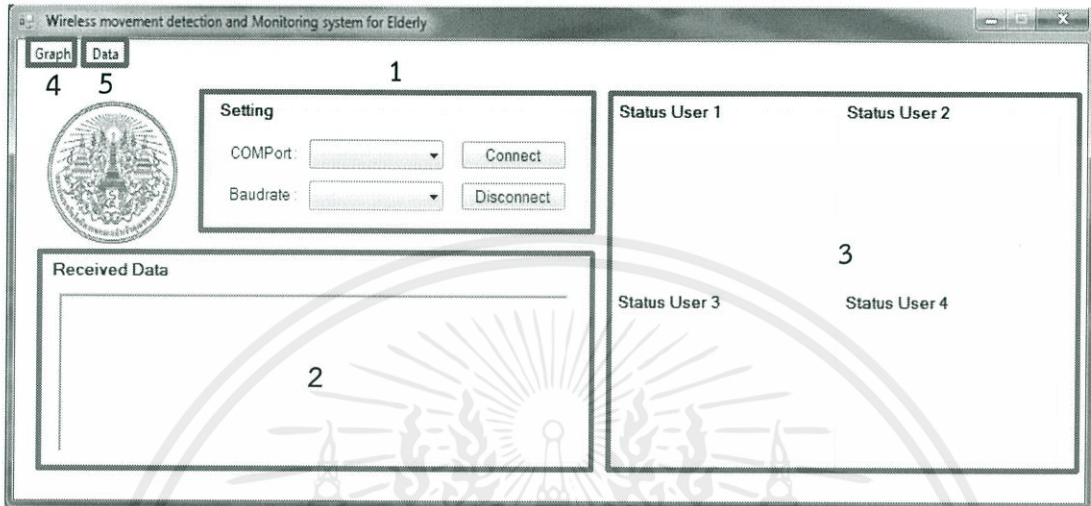 Wireless movement detection and Monitoring system for Elderly
Graph Data
4 5
1
Setting
COMPort:
Connect
Baudrate :
Disconnect
Received Data
2
Status User 1
Status User 2
3
Status User 3
Status User 4